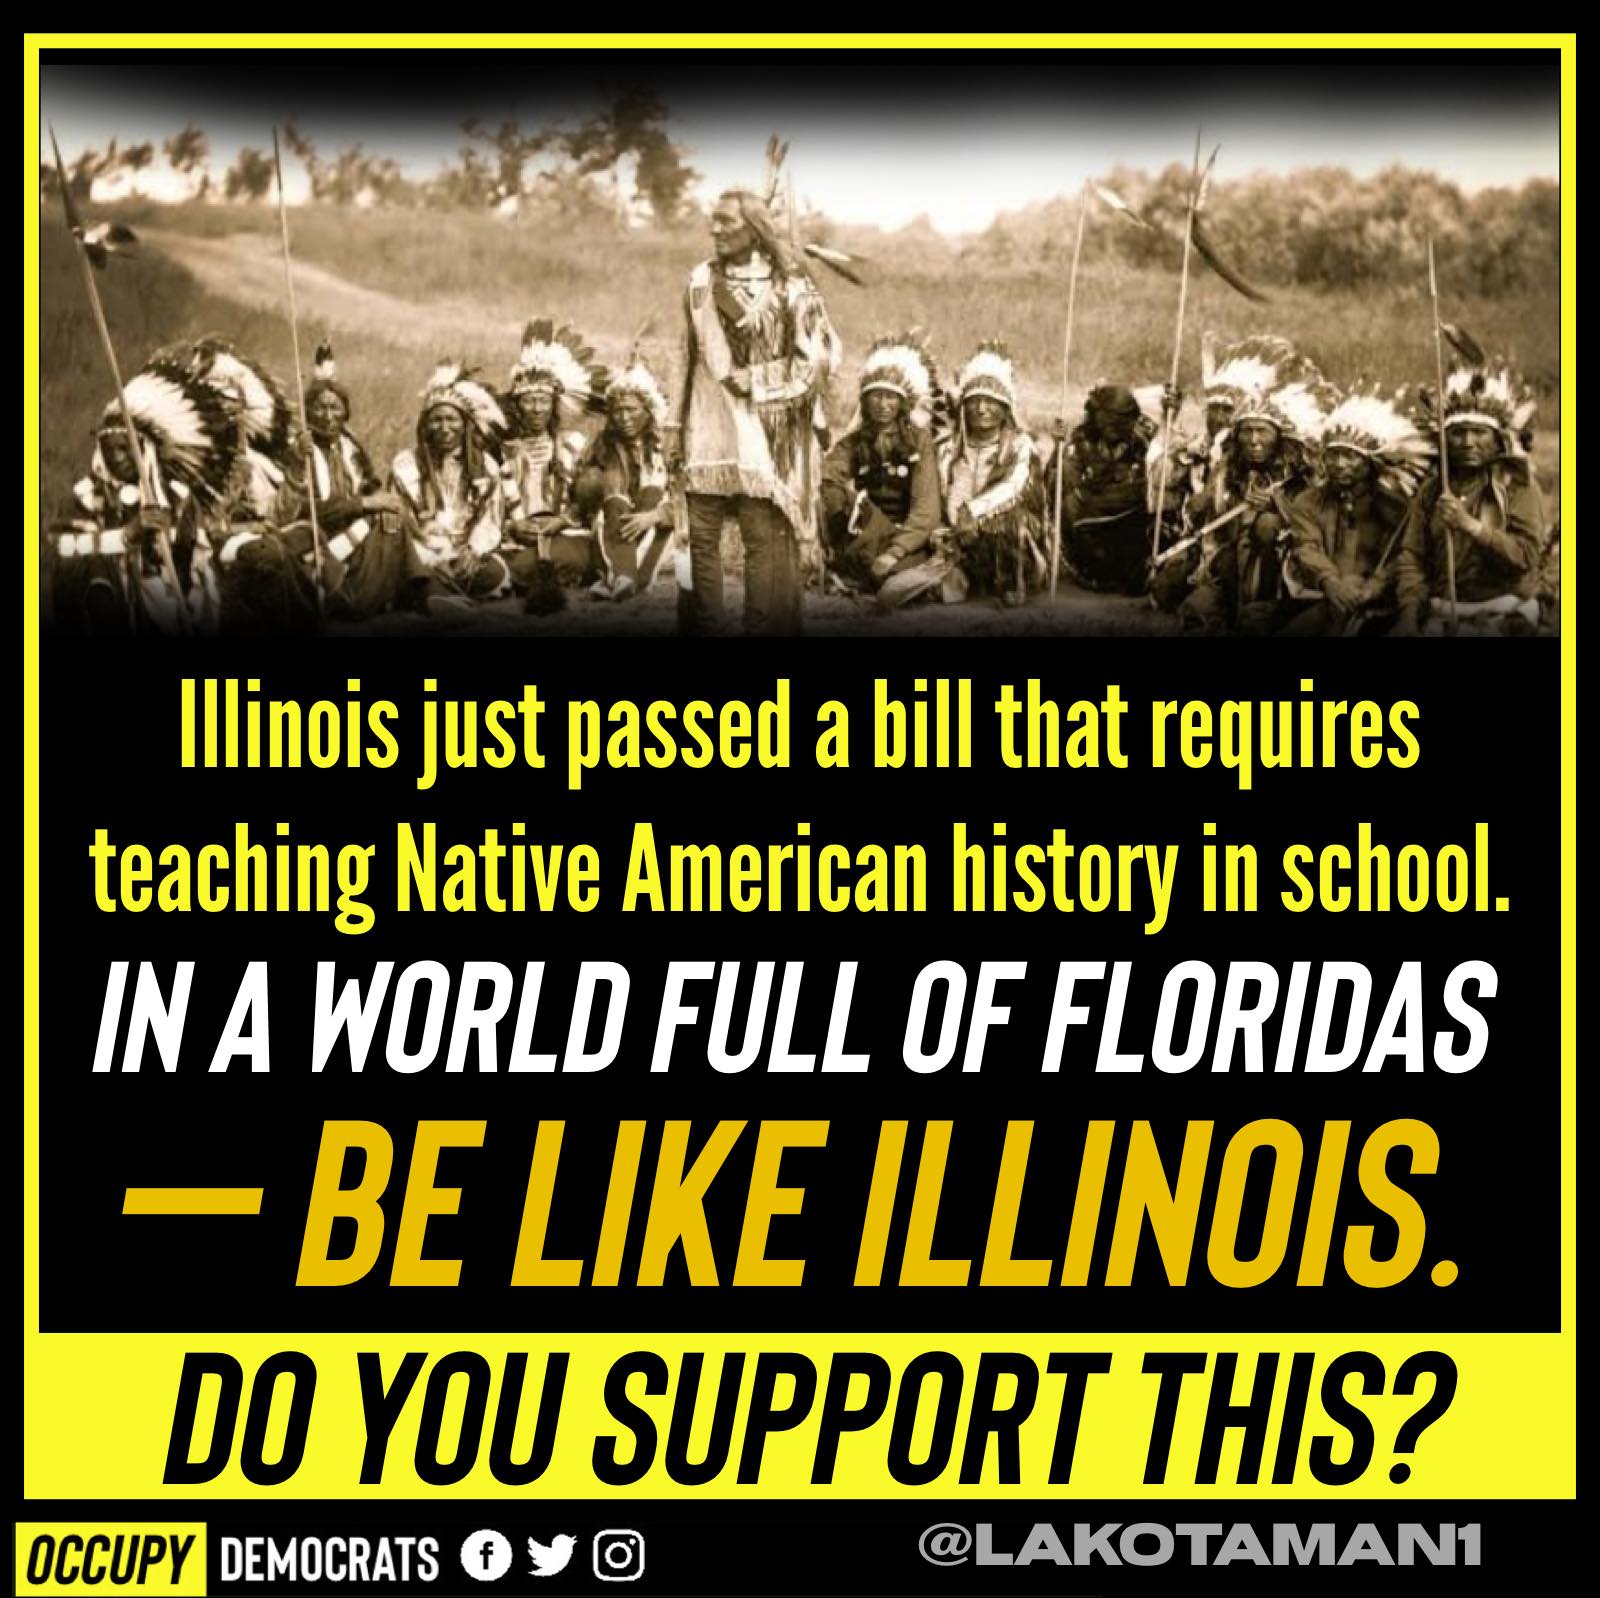 Illinois just passed a bill that requires
teaching Native American history in school.
IN A WORLD FULL OF FLORIDAS
— BE LIKE ILLINOIS.
DO YOU SUPPORT THIS?
OCCUPY DEMOCRATS
@LAKOTAMAN1